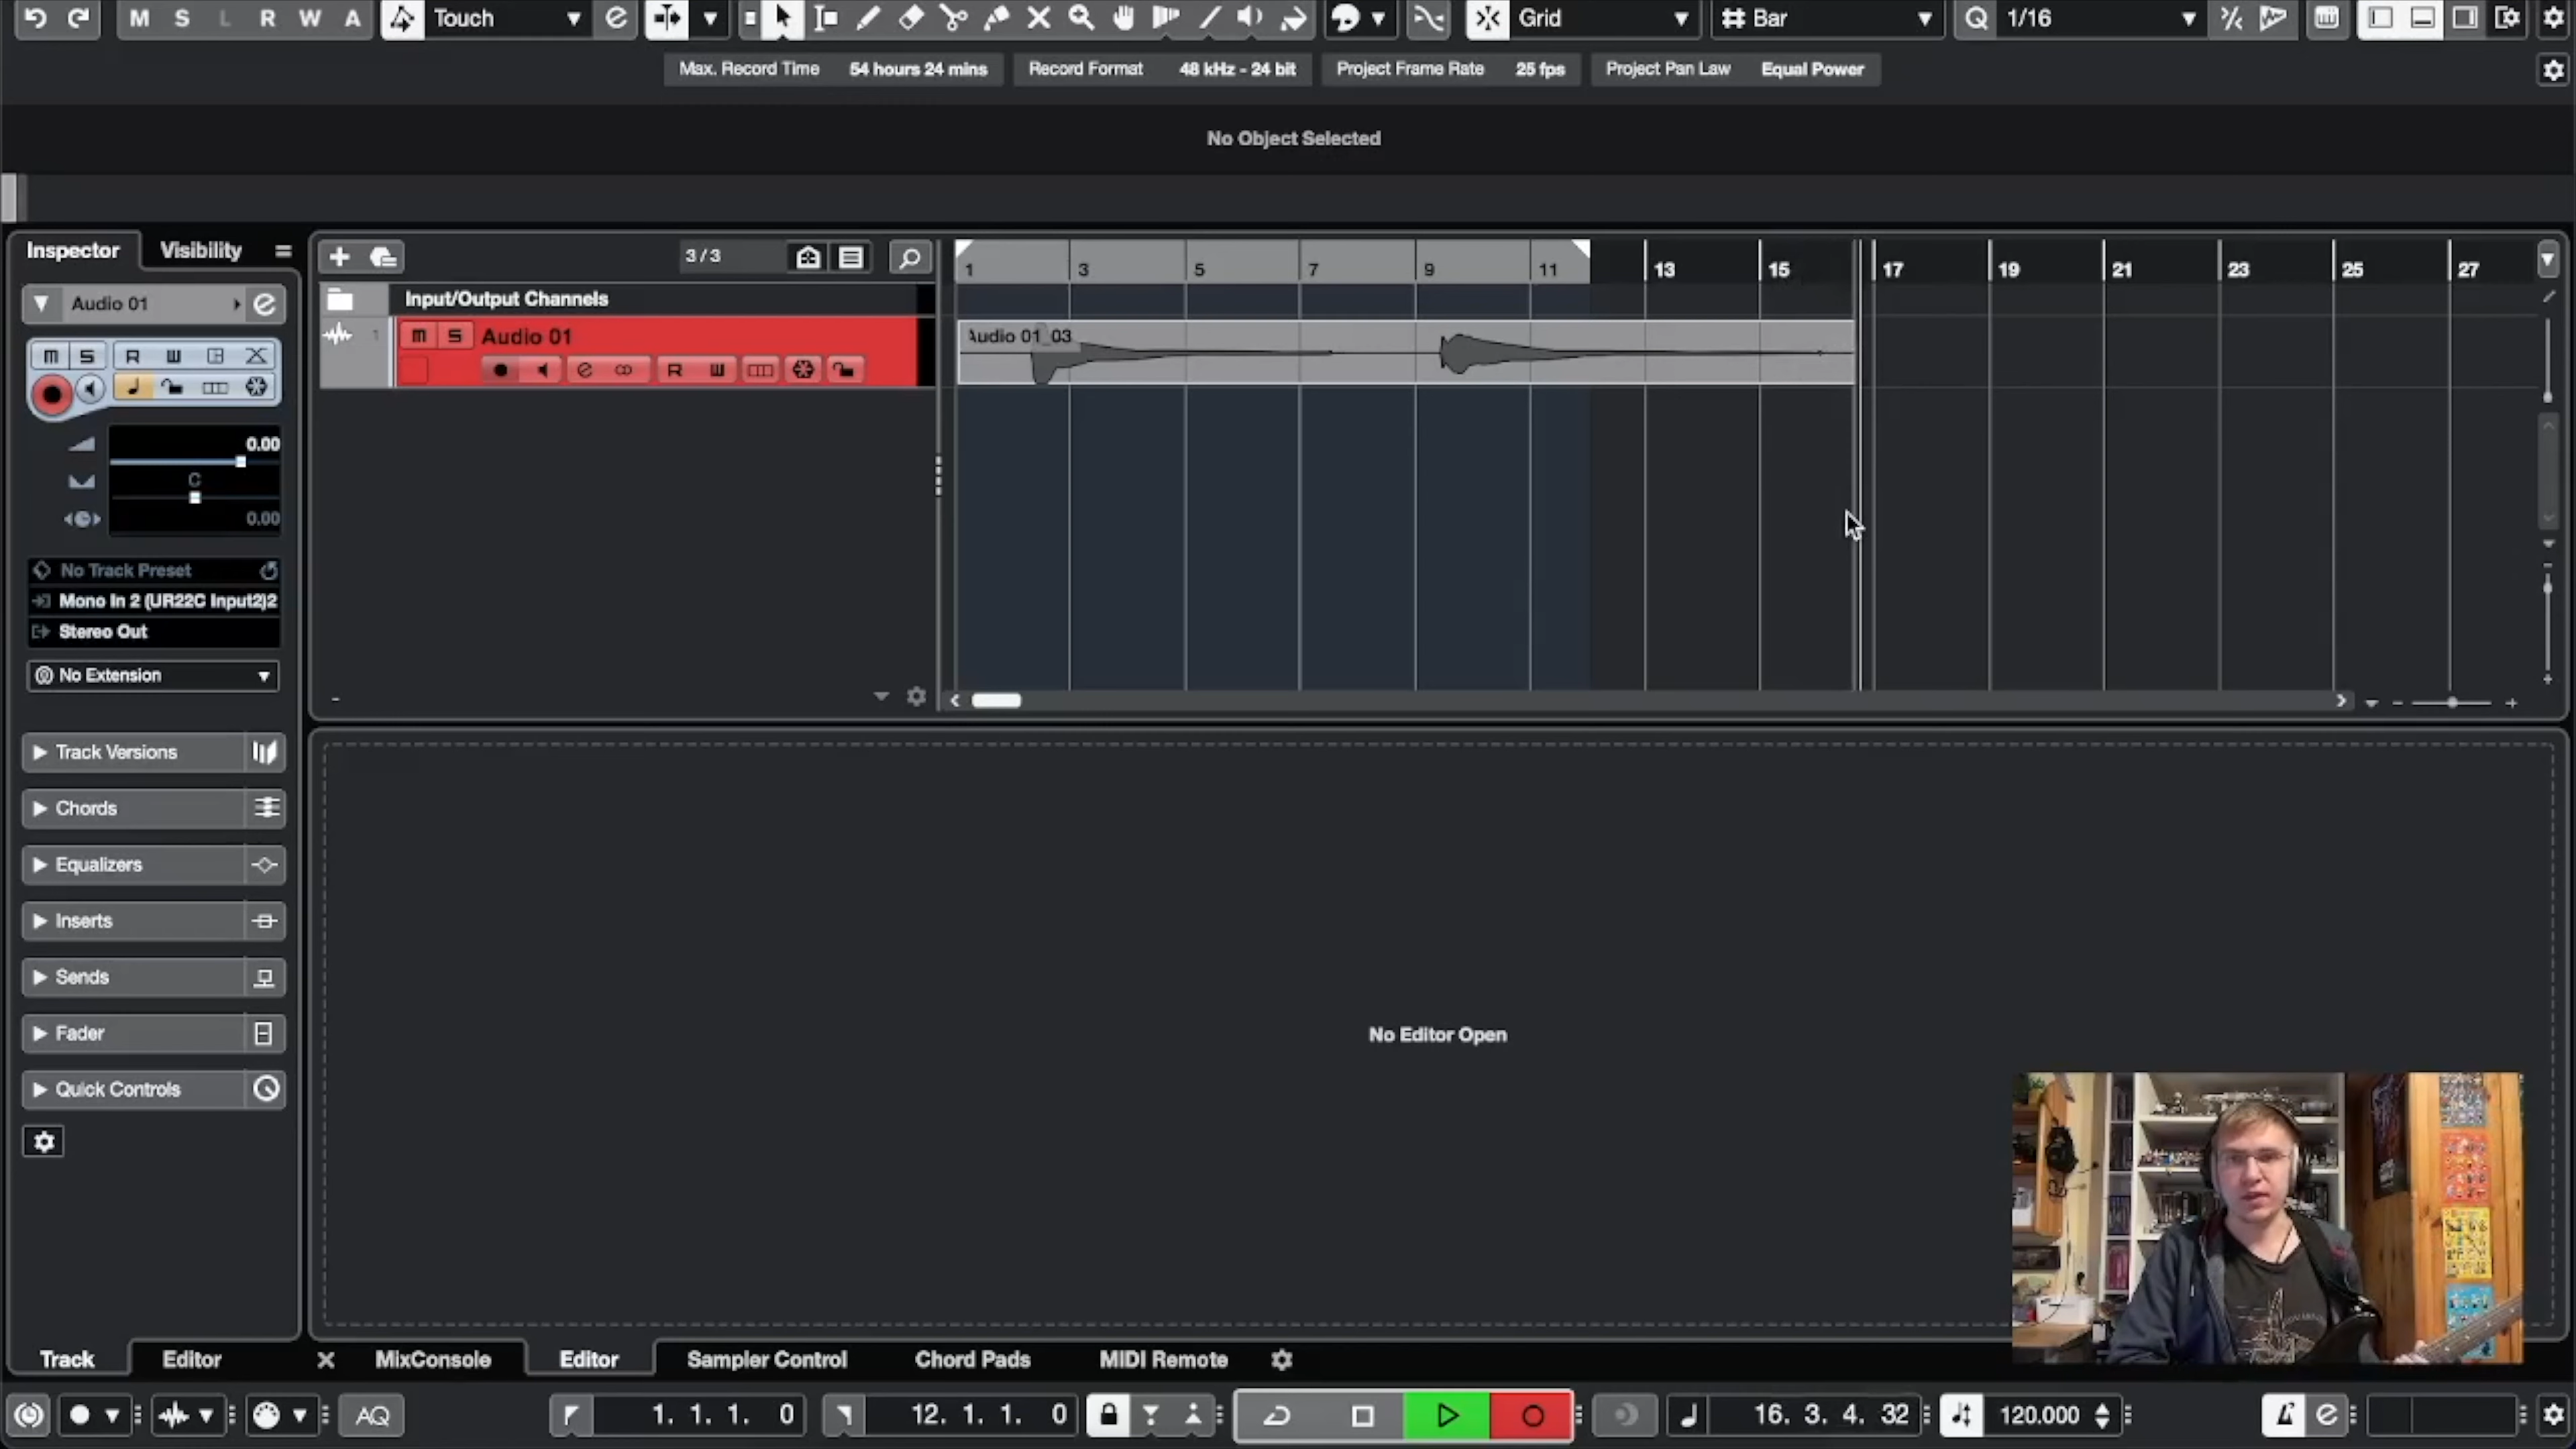 M S L R W A Touch Grid Bar Q 1/16
Max. Record Time 54 hours 24 mins Record Format 48 kHz - 24 bit Project Frame Rate 25 fps Project Pan Law Equal Power
No Object Selected
Inspector Visibility
3 / 3
1 3 5 7 9 11 13 15 17 19 21 23 25 27
Audio 01
Input/Output Channels
1 m S Audio 01
R W
Audio 01_03
m S R W
0.00
C
0.00
No Track Preset
Mono In 2 (UR22C Input2)2
Stereo Out
No Extension
Track Versions
Chords
Equalizers
Inserts
Sends
Fader
Quick Controls
No Editor Open
Track Editor MixConsole Editor Sampler Control Chord Pads MIDI Remote
AQ 1. 1. 1. 0 12. 1. 1. 0 16. 3. 4. 32 120.000